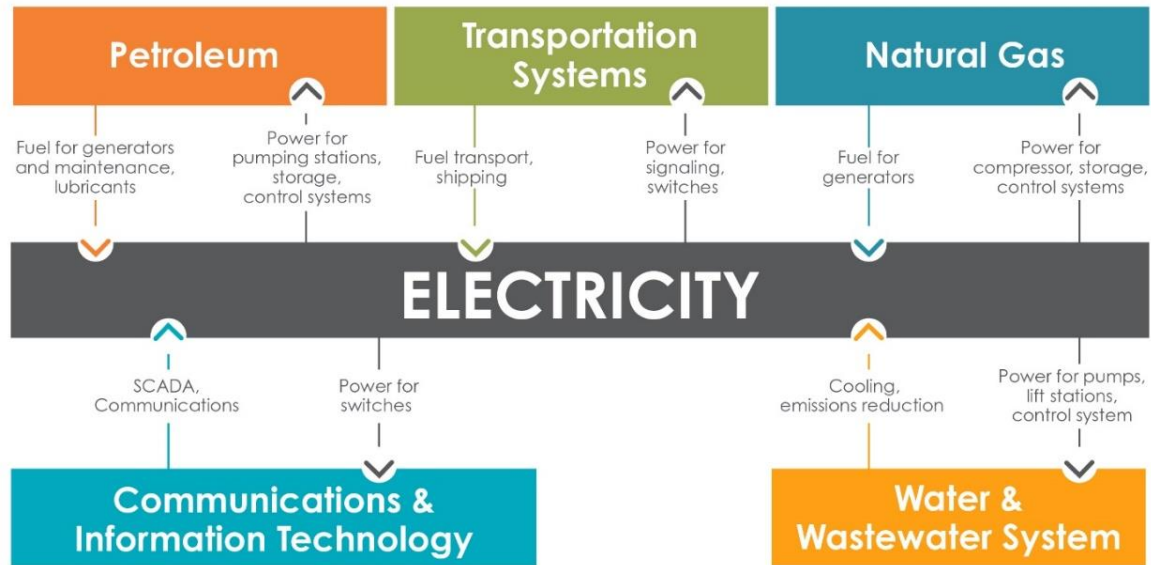 Petroleum
Transportation
Systems
Natural Gas
Fuel for generators
and maintenance,
lubricants
Power for
pumping stations,
storage,
control systems
Fuel transport,
shipping
Power for
signaling,
switches
Fuel for
generators
Power for
compressor, storage,
control systems
ELECTRICITY
SCADA,
Communications
Power for
switches
Cooling,
emissions reduction
Power for pumps,
lift stations,
control system
Communications &
Information Technology
Water &
Wastewater System